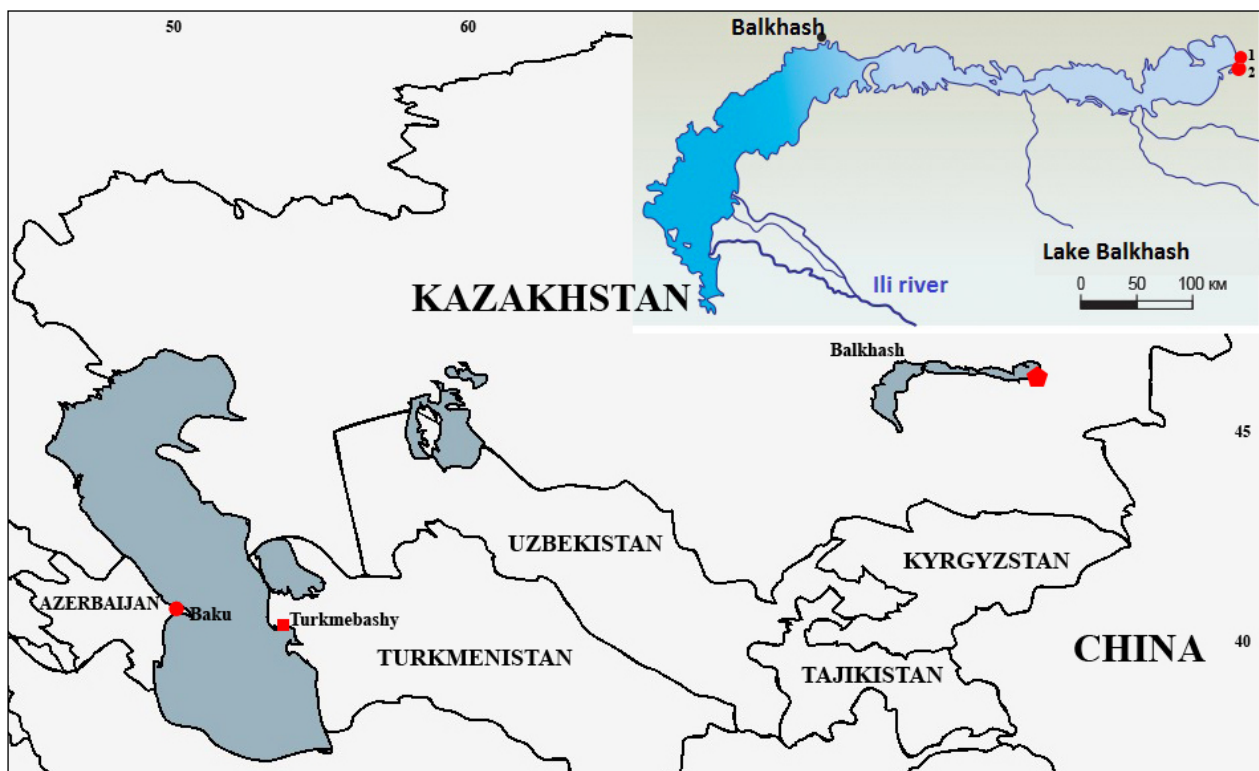 50
60
Balkhash
1
2
Lake Balkhash
0 50 100 км
Ili river
KAZAKHSTAN
Balkhash
45
UZBEKISTAN
KYRGYZSTAN
AZERBAIJAN
Baku
Turkmebashy
TURKMENISTAN
TAJIKISTAN
CHINA
40